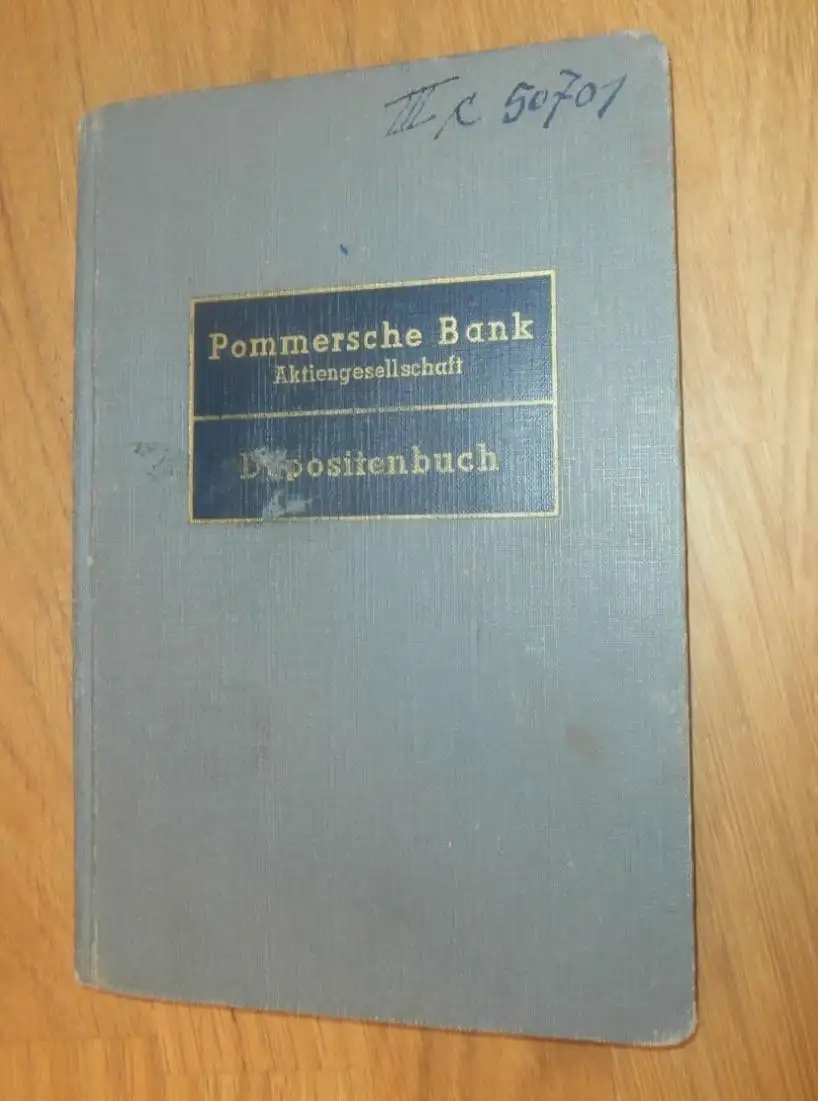 III c 50701
Pommersche Bank
Aktiengesellschaft
Depositenbuch